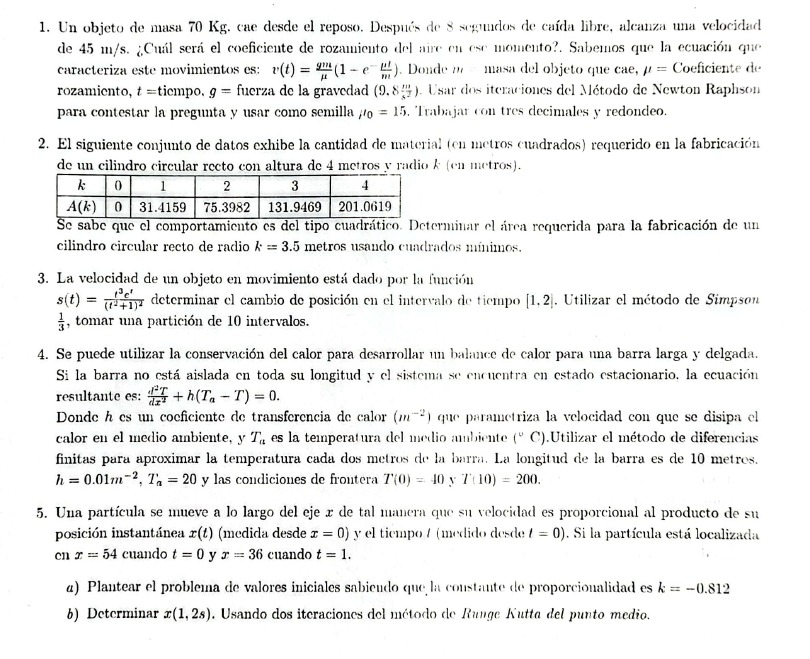 1. Un objeto de masa 70 Kg. cae desde el reposo. Después de 8 segundos de caída libre, alcanza una velocidad
de 45 m/s. ¿Cuál será el coeficiente de rozamiento del aire en ese momento?. Sabemos que la ecuación que
caracteriza este movimientos es: v(t) = gm/μ (1 − e^(−μt/m)). Donde m masa del objeto que cae, μ = Coeficiente de
rozamiento, t =tiempo, g = fuerza de la gravedad (9,8 m/s²). Usar dos iteraciones del Método de Newton Raphson
para contestar la pregunta y usar como semilla μ₀ = 15. Trabajar con tres decimales y redondeo.
2. El siguiente conjunto de datos exhibe la cantidad de material (en metros cuadrados) requerido en la fabricación
de un cilindro circular recto con altura de 4 metros y radio k (en metros).
k 0 1 2 3 4
A(k) 0 31.4159 75.3982 131.9469 201.0619
Se sabe que el comportamiento es del tipo cuadrático. Determinar el área requerida para la fabricación de un
cilindro circular recto de radio k = 3.5 metros usando cuadrados mínimos.
3. La velocidad de un objeto en movimiento está dado por la función
s(t) = t³eᵗ/(t²+1)² determinar el cambio de posición en el intervalo de tiempo [1, 2]. Utilizar el método de Simpson
1/3, tomar una partición de 10 intervalos.
4. Se puede utilizar la conservación del calor para desarrollar un balance de calor para una barra larga y delgada.
Si la barra no está aislada en toda su longitud y el sistema se encuentra en estado estacionario. la ecuación
resultante es: d²T/dx² + h(Tₐ − T) = 0.
Donde h es un coeficiente de transferencia de calor (m⁻²) que parametriza la velocidad con que se disipa el
calor en el medio ambiente, y Tₐ es la temperatura del medio ambiente (° C).Utilizar el método de diferencias
finitas para aproximar la temperatura cada dos metros de la barra. La longitud de la barra es de 10 metros.
h = 0.01m⁻², Tₐ = 20 y las condiciones de frontera T(0) = 40 y T(10) = 200.
5. Una partícula se mueve a lo largo del eje x de tal manera que su velocidad es proporcional al producto de su
posición instantánea x(t) (medida desde x = 0) y el tiempo t (medido desde t = 0). Si la partícula está localizada
en x = 54 cuando t = 0 y x = 36 cuando t = 1.
a) Plantear el problema de valores iniciales sabiendo que la constante de proporcionalidad es k = −0.812
b) Determinar x(1, 2s). Usando dos iteraciones del método de Runge Kutta del punto medio.